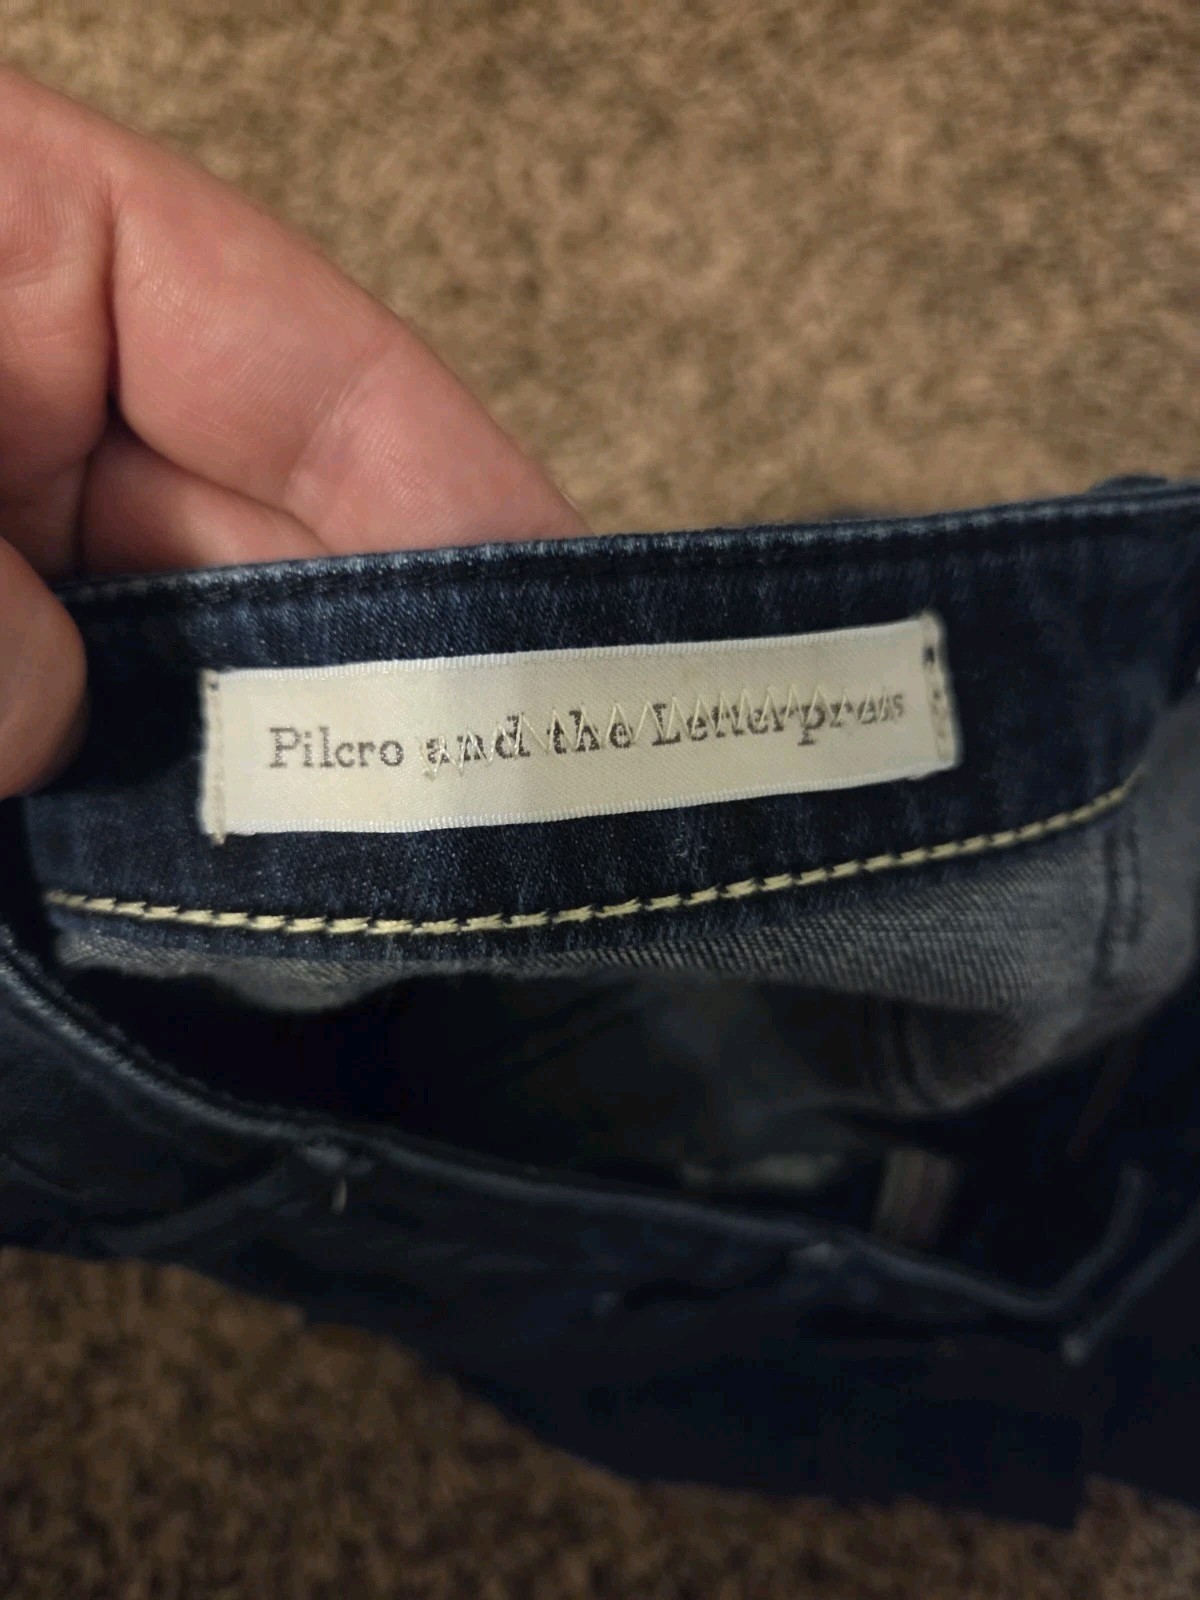 Pilcro and the Letterpress